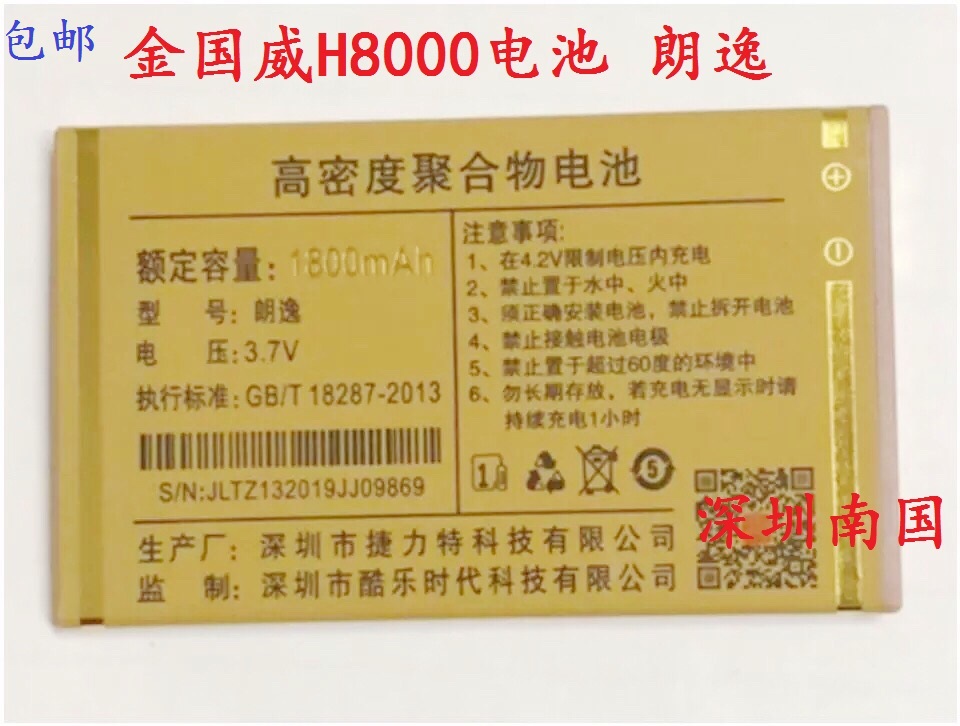 包邮
金国威H8000电池 朗逸
高密度聚合物电池
额定容量：1800mAh
型 号：朗逸
电 压：3.7V
执行标准：GB/T 18287-2013
S/N:JLTZ132019JJ09869
注意事项：
1、在4.2V限制电压内充电
2、禁止置于水中、火中
3、须正确安装电池，禁止拆开电池
4、禁止接触电池电极
5、禁止置于超过60度的环境中
6、勿长期存放，若充电无显示时请
持续充电1小时
1
5
深圳南国
生产厂：深圳市捷力特科技有限公司
监 制：深圳市酷乐时代科技有限公司